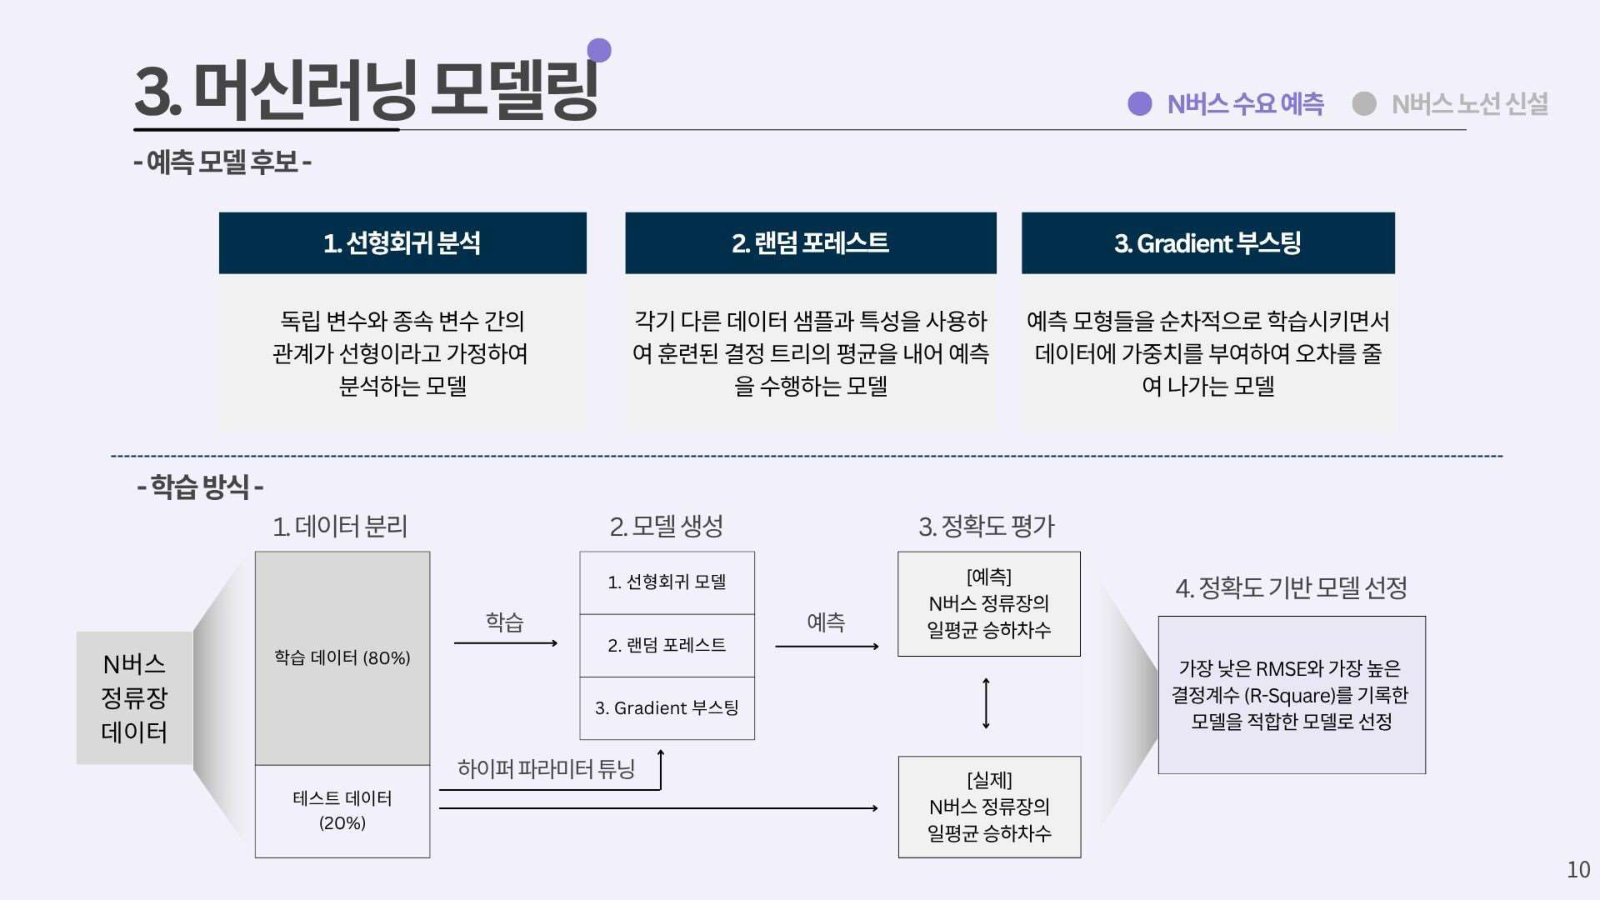 3. 머신러닝 모델링
N버스 수요 예측
N버스 노선 신설
- 예측 모델 후보 -
1. 선형회귀 분석
독립 변수와 종속 변수 간의
관계가 선형이라고 가정하여
분석하는 모델
2. 랜덤 포레스트
각기 다른 데이터 샘플과 특성을 사용하
여 훈련된 결정 트리의 평균을 내어 예측
을 수행하는 모델
3. Gradient 부스팅
예측 모형들을 순차적으로 학습시키면서
데이터에 가중치를 부여하여 오차를 줄
여 나가는 모델
- 학습 방식 -
N버스
정류장
데이터
1. 데이터 분리
학습 데이터 (80%)
테스트 데이터
(20%)
학습
하이퍼 파라미터 튜닝
2. 모델 생성
1. 선형회귀 모델
2. 랜덤 포레스트
3. Gradient 부스팅
예측
3. 정확도 평가
[예측]
N버스 정류장의
일평균 승하차수
[실제]
N버스 정류장의
일평균 승하차수
4. 정확도 기반 모델 선정
가장 낮은 RMSE와 가장 높은
결정계수 (R-Square)를 기록한
모델을 적합한 모델로 선정
10